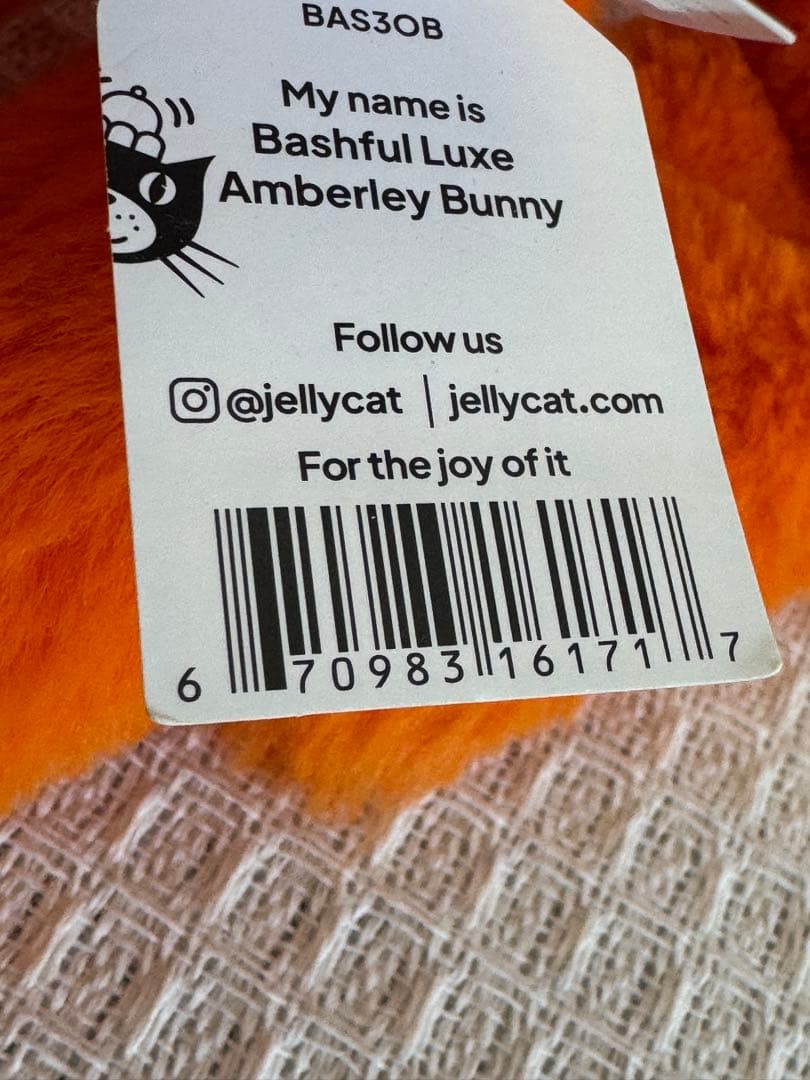 BAS3OB
My name is
Bashful Luxe
Amberley Bunny
Follow us
@jellycat | jellycat.com
For the joy of it
6 70983 16171 7